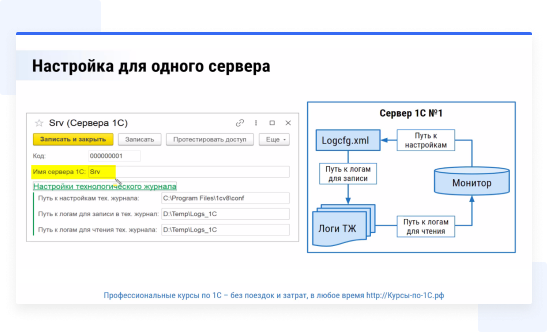 Настройка для одного сервера
Srv (Сервера 1С)
Записать и закрыть
Записать
Протестировать доступ
Еще
Код:
000000001
Имя сервера 1С:
Srv
Настройки технологического журнала
Путь к настройкам тех. журнала:
C:\Program Files\1cv8\conf
Путь к логам для записи в тех. журнал:
D:\Temp\Logs_1C
Путь к логам для чтения тех. журнала:
D:\Temp\Logs_1C
Сервер 1С №1
Logcfg.xml
Путь к
настройкам
Путь к логам
для записи
Монитор
Логи ТЖ
Путь к логам
для чтения
Профессиональные курсы по 1С – без поездок и затрат, в любое время http://Курсы-по-1С.рф